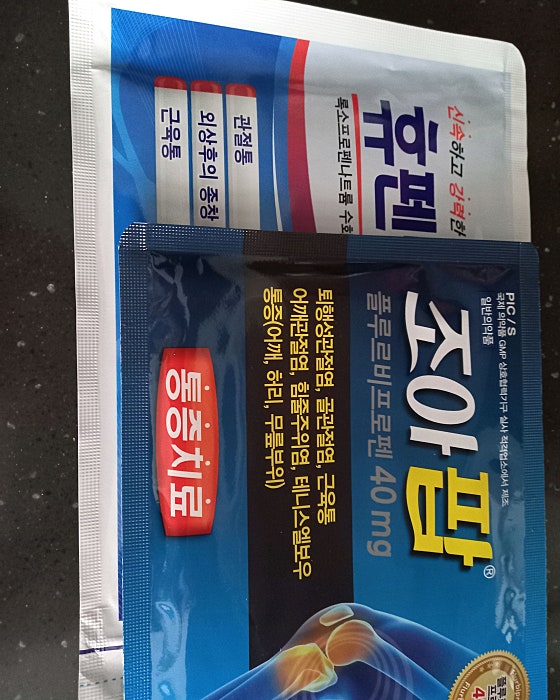 신속하고 강력한
휴펜
록소프로펜나트륨 수화
관절통
외상후의 종창
근육통
PIC/S
국제 의약품 GMP 상호협력기구 실사 적격업소에서 제조
일반의약품
조아팝®
플루르비프로펜 40 mg
퇴행성관절염, 골관절염, 근육통
어깨관절염, 힘줄주위염, 테니스엘보우
통증(어깨, 허리, 무릎부위)
통증치료